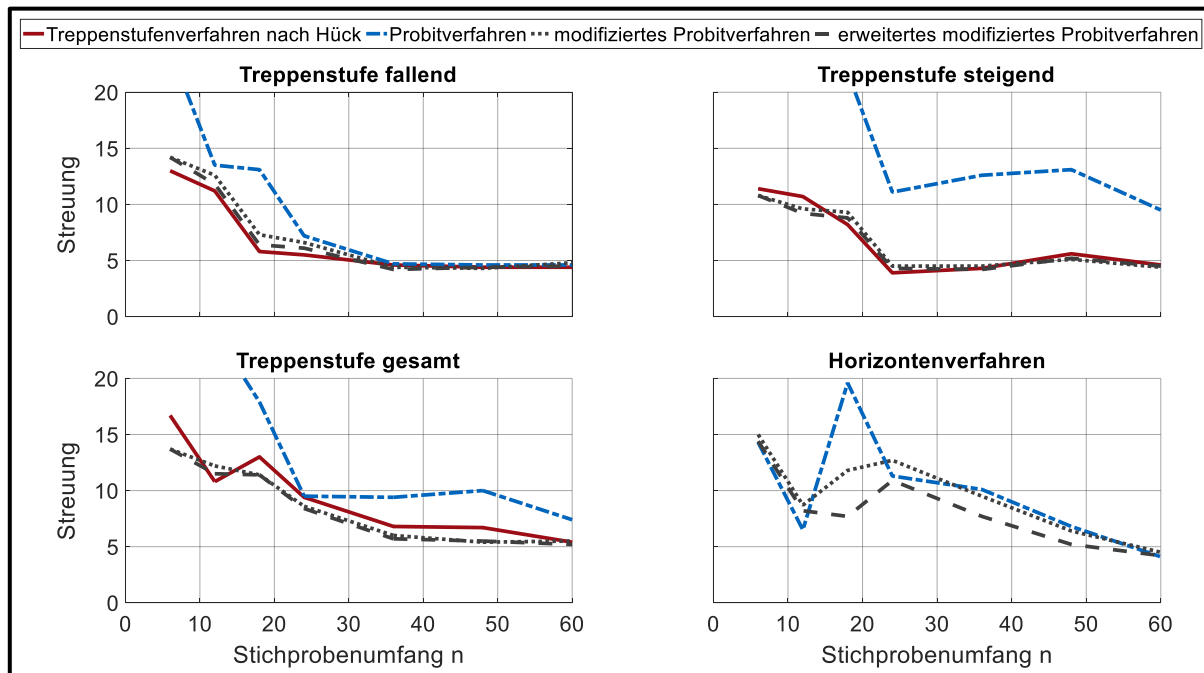 Treppenstufenverfahren nach Hück Probitverfahren modifiziertes Probitverfahren erweitertes modifiziertes Probitverfahren
Treppenstufe fallend
20
15
10
5
0
Streuung
Treppenstufe steigend
Treppenstufe gesamt
20
15
10
5
0
Streuung
0 10 20 30 40 50 60
Stichprobenumfang n
Horizontenverfahren
0 10 20 30 40 50 60
Stichprobenumfang n